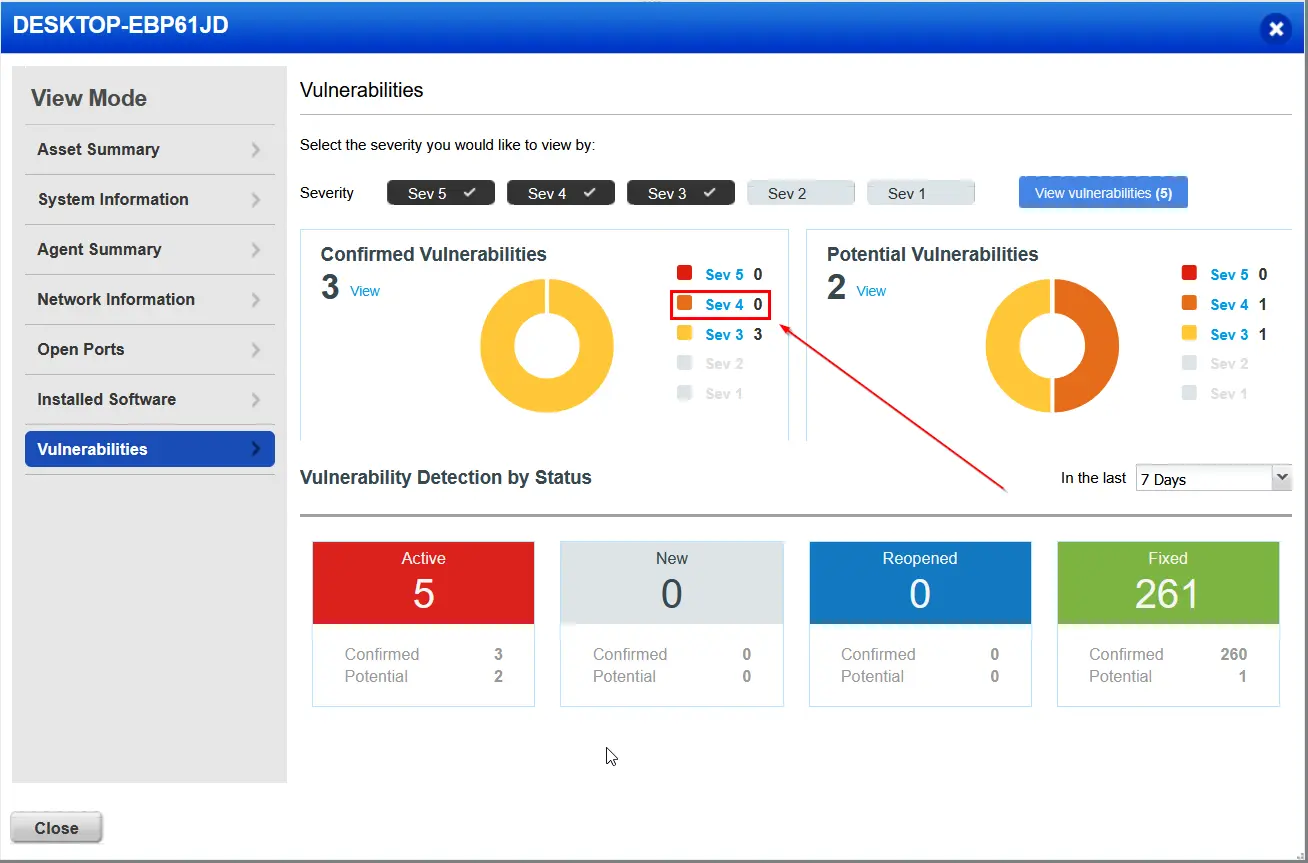 DESKTOP-EBP61JD
View Mode
Asset Summary
System Information
Agent Summary
Network Information
Open Ports
Installed Software
Vulnerabilities
Close
Vulnerabilities
Select the severity you would like to view by:
Severity Sev 5 Sev 4 Sev 3 Sev 2 Sev 1 View vulnerabilities (5)
Confirmed Vulnerabilities
3 View
Sev 5 0
Sev 4 0
Sev 3 3
Sev 2
Sev 1
Potential Vulnerabilities
2 View
Sev 5 0
Sev 4 1
Sev 3 1
Sev 2
Sev 1
Vulnerability Detection by Status
In the last 7 Days
Active
5
Confirmed 3
Potential 2
New
0
Confirmed 0
Potential 0
Reopened
0
Confirmed 0
Potential 0
Fixed
261
Confirmed 260
Potential 1